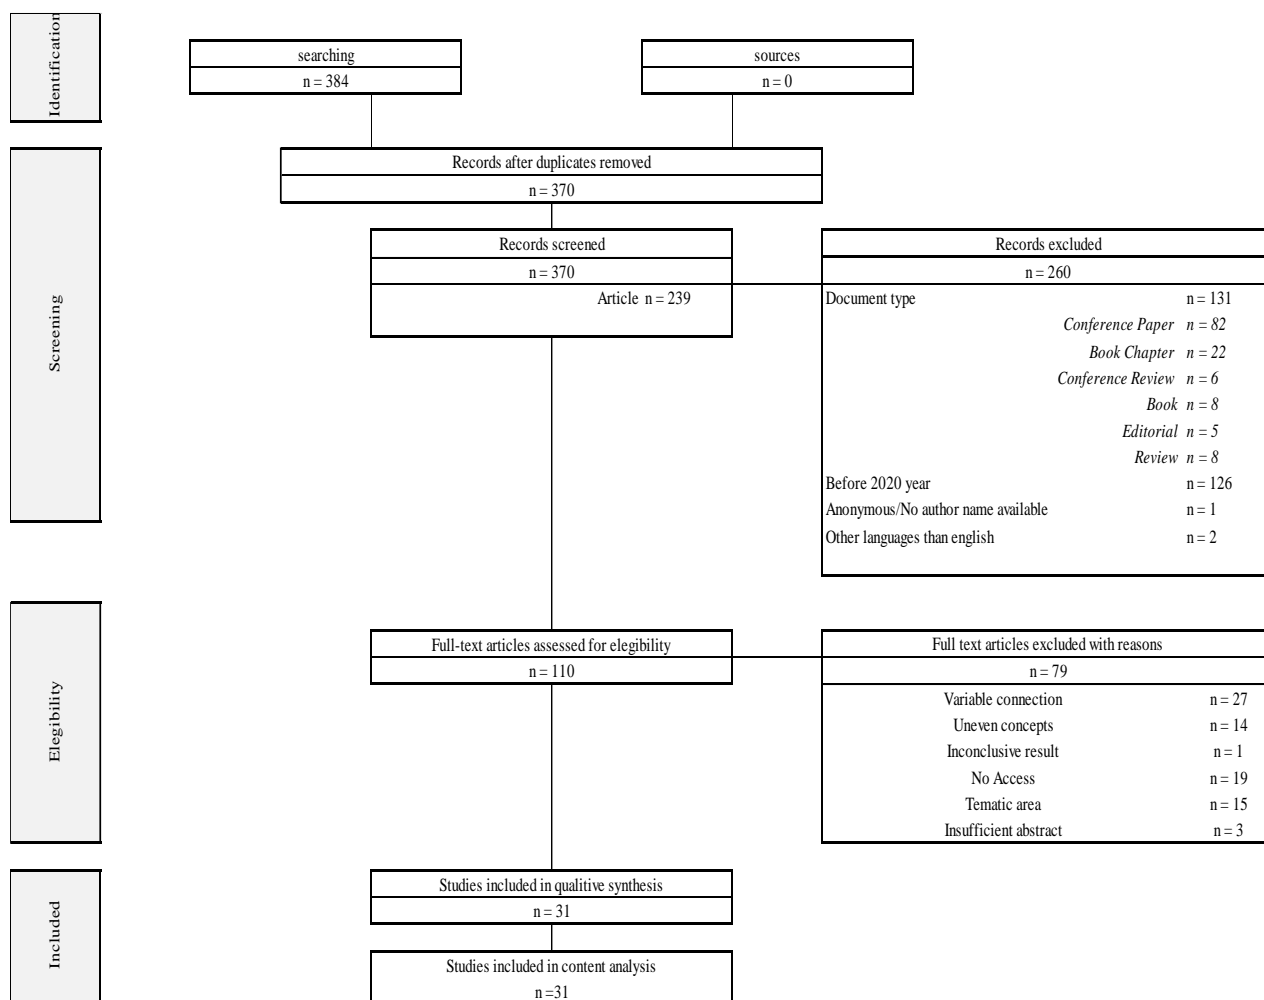 Identification
searching
n = 384
sources
n = 0
Screening
Records after duplicates removed
n = 370
Records screened
n = 370
Article n = 239
Records excluded
n = 260
Document type n = 131
Conference Paper n = 82
Book Chapter n = 22
Conference Review n = 6
Book n = 8
Editorial n = 5
Review n = 8
Before 2020 year n = 126
Anonymous/No author name available n = 1
Other languages than english n = 2
Elegibility
Full-text articles assessed for elegibility
n = 110
Full text articles excluded with reasons
n = 79
Variable connection n = 27
Uneven concepts n = 14
Inconclusive result n = 1
No Access n = 19
Tematic area n = 15
Insufficient abstract n = 3
Included
Studies included in qualitive synthesis
n = 31
Studies included in content analysis
n =31